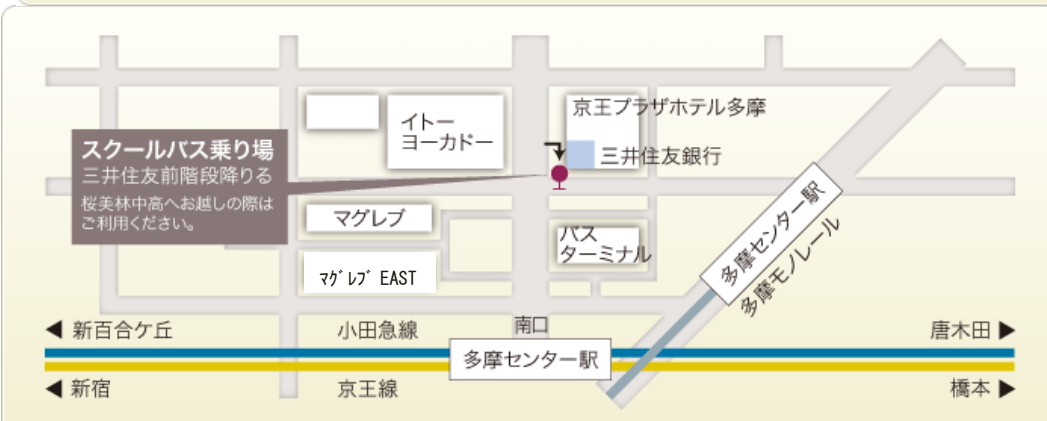 京王プラザホテル多摩
イトー
ヨーカドー
スクールバス乗り場
三井住友前階段降りる
桜美林中高へお越しの際は
ご利用ください。
三井住友銀行
マグレブ
バス
ターミナル
多摩センター駅
多摩モノレール
ﾏｸﾞﾚﾌﾞ EAST
◀ 新百合ケ丘
小田急線
南口
唐木田 ▶
多摩センター駅
◀ 新宿
京王線
橋本 ▶